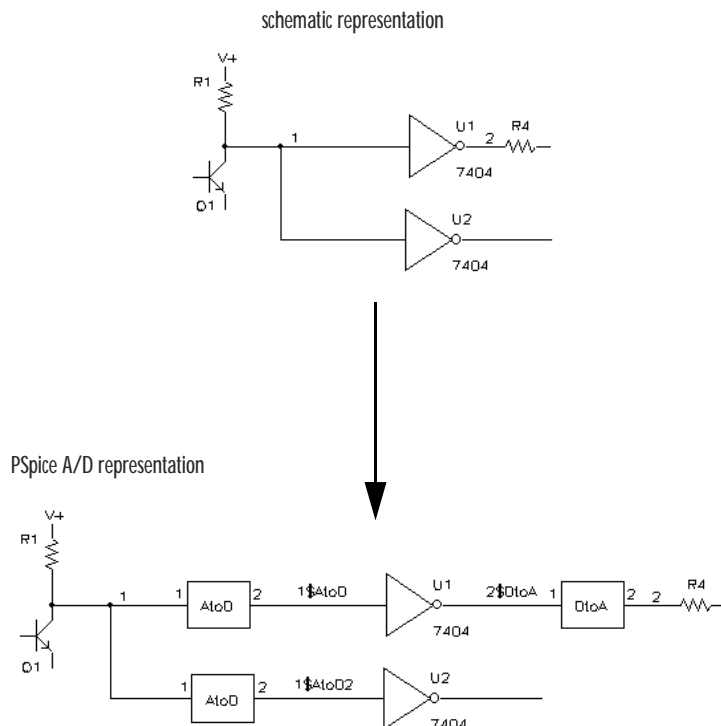 schematic representation
V+
R1
1
Q1
U1
2
R4
7404
U2
7404
PSpice A/D representation
V+
R1
1
Q1
1
AtoD
2
1$AtoD
U1
7404
2$DtoA
1
DtoA
2
2
R4
1
AtoD
2
1$AtoD2
U2
7404